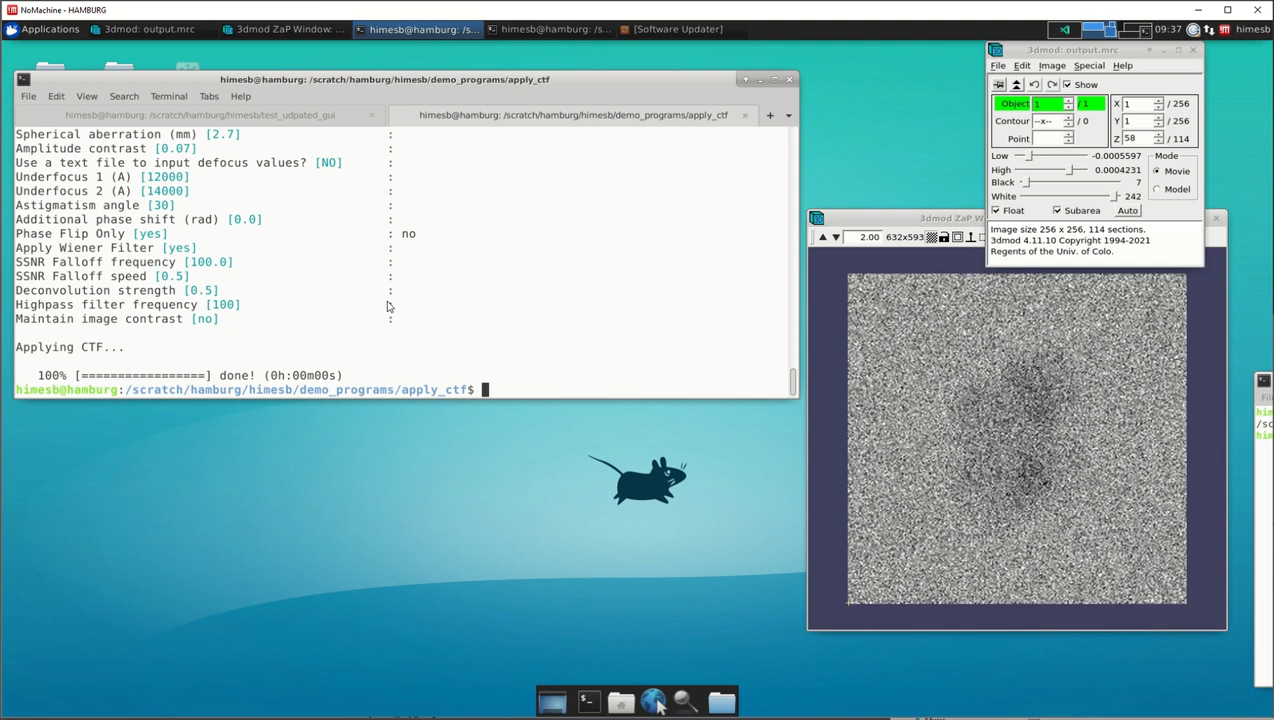 NoMachine - HAMBURG
Applications
3dmod: output.mrc
3dmod ZaP Window: ...
himesb@hamburg: /s...
himesb@hamburg: /s...
[Software Updater]
09:37
himesb
himesb@hamburg: /scratch/hamburg/himesb/demo_programs/apply_ctf
File Edit View Search Terminal Tabs Help
himesb@hamburg: /scratch/hamburg/himesb/test_udpated_gui
himesb@hamburg: /scratch/hamburg/himesb/demo_programs/apply_ctf
Spherical aberration (mm) [2.7] :
Amplitude contrast [0.07] :
Use a text file to input defocus values? [NO] :
Underfocus 1 (A) [12000] :
Underfocus 2 (A) [14000] :
Astigmatism angle [30] :
Additional phase shift (rad) [0.0] :
Phase Flip Only [yes] : no
Apply Wiener Filter [yes] :
SSNR Falloff frequency [100.0] :
SSNR Falloff speed [0.5] :
Deconvolution strength [0.5] :
Highpass filter frequency [100] :
Maintain image contrast [no] :
Applying CTF...
100% [=================] done! (0h:00m00s)
himesb@hamburg:/scratch/hamburg/himesb/demo_programs/apply_ctf$
3dmod: output.mrc
File Edit Image Special Help
Show
Object 1 / 1 X 1 / 256
Contour --x-- / 0 Y 1 / 256
Point Z 58 / 114
Low -0.0005597 Mode
High 0.0004231 Movie
Black 7
White 242 Model
Float Subarea Auto
Image size 256 x 256, 114 sections.
3dmod 4.11.10 Copyright 1994-2021
Regents of the Univ. of Colo.
3dmod ZaP Wind
2.00 632x593
him
/sc
him